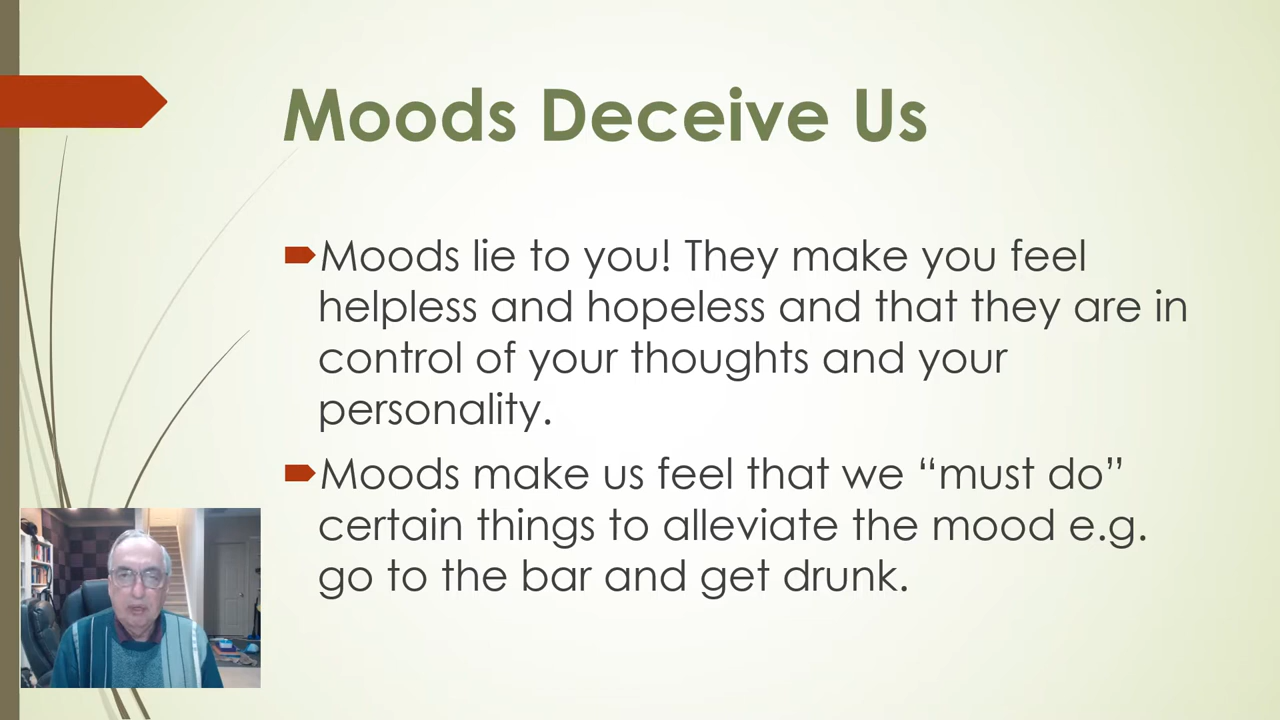 Moods Deceive Us
Moods lie to you! They make you feel
helpless and hopeless and that they are in
control of your thoughts and your
personality.
Moods make us feel that we “must do”
certain things to alleviate the mood e.g.
go to the bar and get drunk.